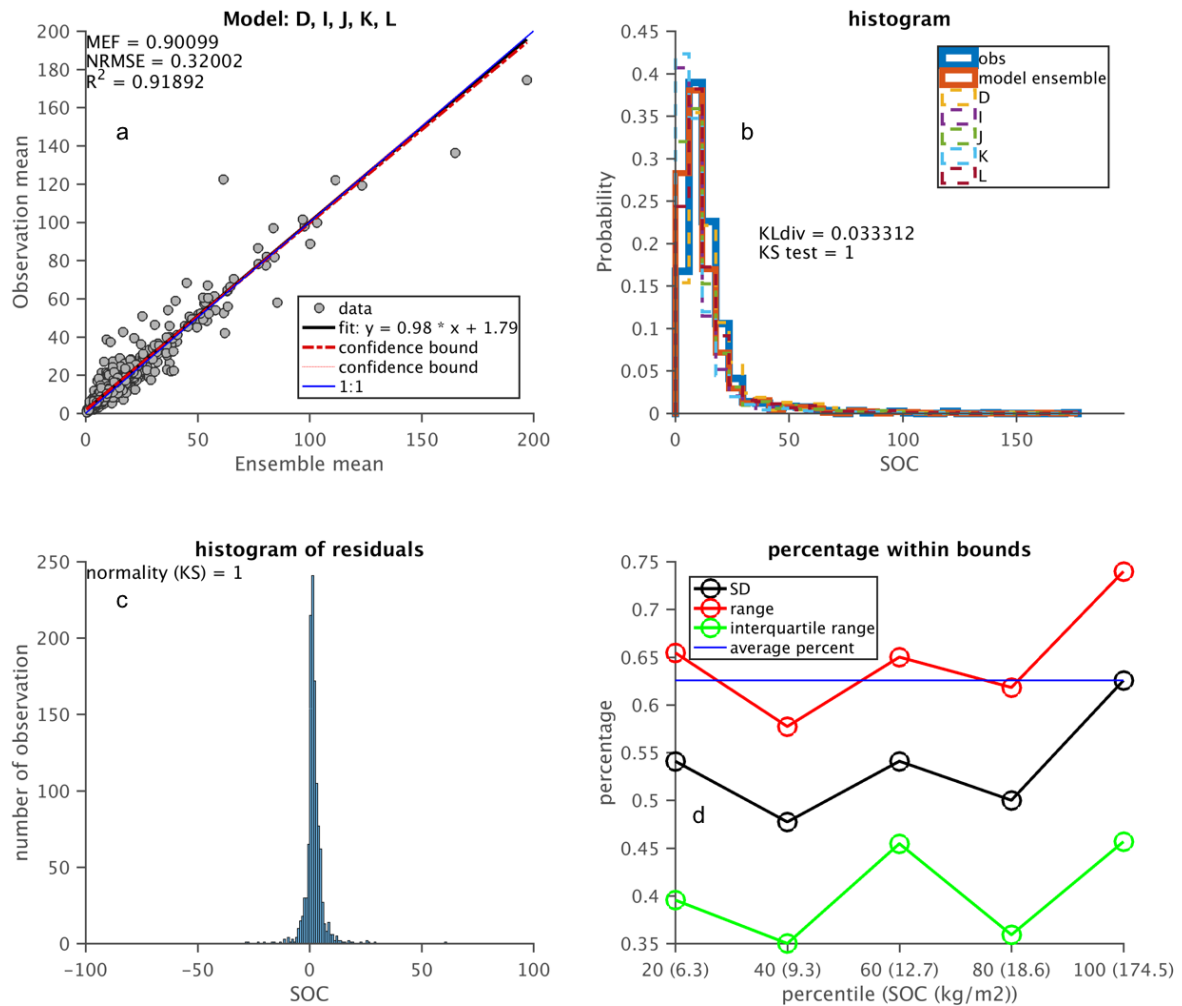 Model: D, I, J, K, L
MEF = 0.90099
NRMSE = 0.32002
R² = 0.91892
a
200
180
160
140
120
100
80
60
40
20
0
Observation mean
data
fit: y = 0.98 * x + 1.79
confidence bound
confidence bound
1:1
0 50 100 150 200
Ensemble mean
histogram
0.45
0.4
0.35
0.3
0.25
0.2
0.15
0.1
0.05
0
Probability
obs
model ensemble
D
I
J
K
L
b
KLdiv = 0.033312
KS test = 1
0 50 100 150
SOC
histogram of residuals
normality (KS) = 1
c
250
200
150
100
50
0
number of observation
-100 -50 0 50 100
SOC
percentage within bounds
0.75
0.7
0.65
0.6
0.55
0.5
0.45
0.4
0.35
percentage
SD
range
interquartile range
average percent
d
20 (6.3) 40 (9.3) 60 (12.7) 80 (18.6) 100 (174.5)
percentile (SOC (kg/m2))